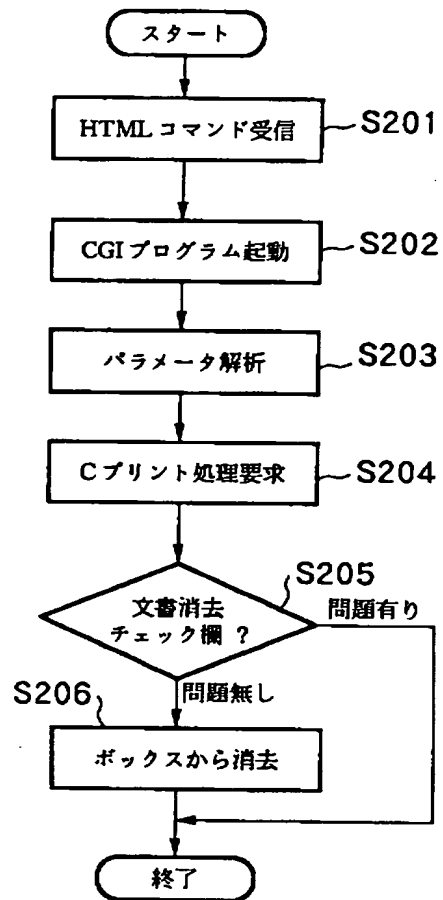 スタート
HTMLコマンド受信
S201
CGIプログラム起動
S202
パラメータ解析
S203
Cプリント処理要求
S204
S205
文書消去
チェック欄 ?
問題有り
問題無し
S206
ボックスから消去
終了